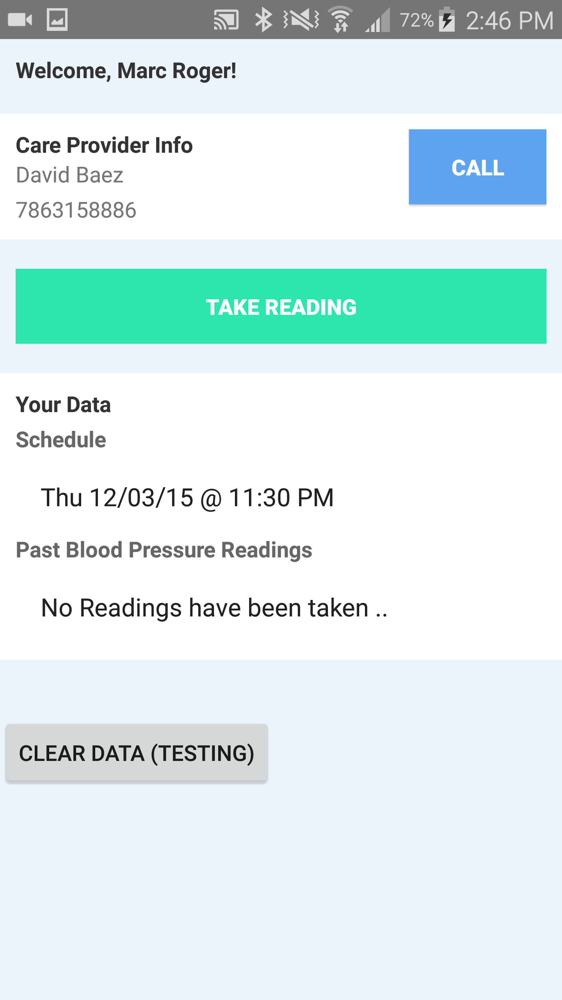 72% 2:46 PM
Welcome, Marc Roger!
Care Provider Info
David Baez
7863158886
CALL
TAKE READING
Your Data
Schedule
Thu 12/03/15 @ 11:30 PM
Past Blood Pressure Readings
No Readings have been taken ..
CLEAR DATA (TESTING)